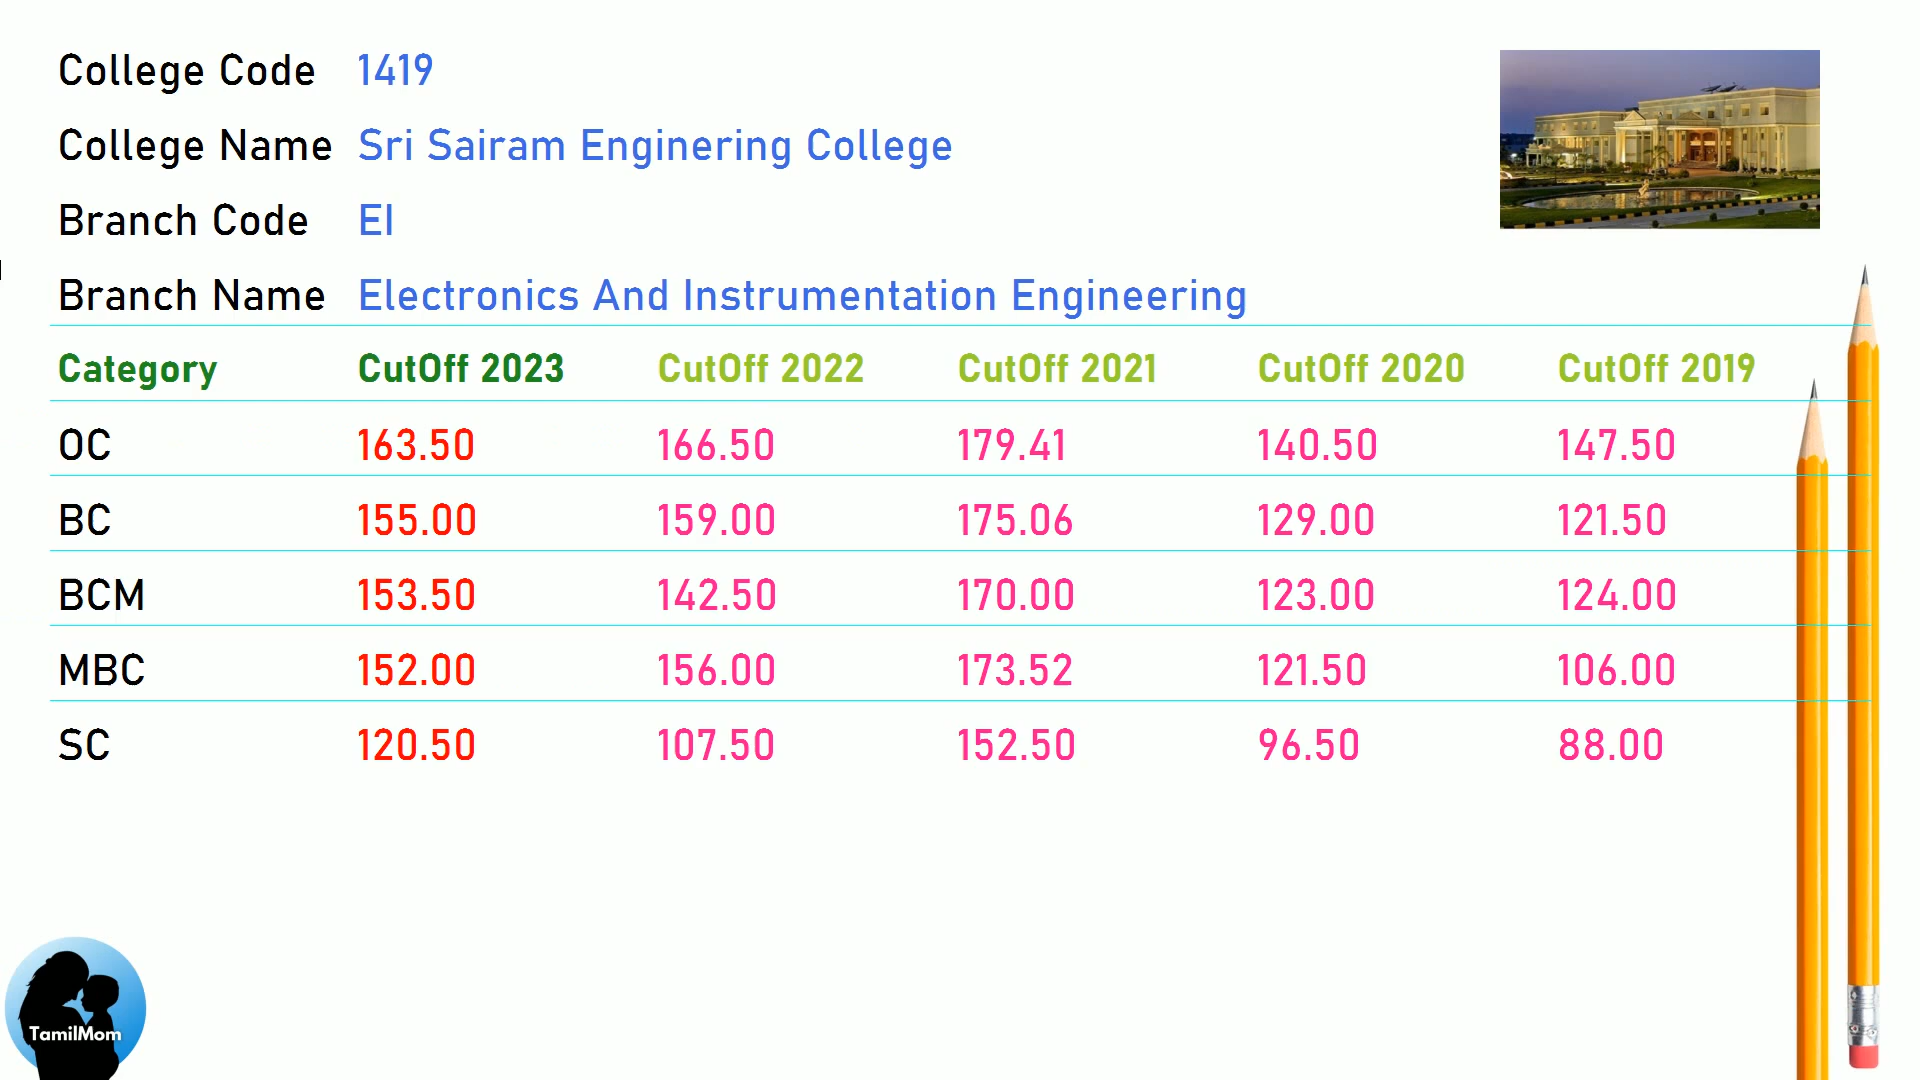 College Code 1419
College Name Sri Sairam Enginering College
Branch Code EI
Branch Name Electronics And Instrumentation Engineering
Category CutOff 2023 CutOff 2022 CutOff 2021 CutOff 2020 CutOff 2019
OC 163.50 166.50 179.41 140.50 147.50
BC 155.00 159.00 175.06 129.00 121.50
BCM 153.50 142.50 170.00 123.00 124.00
MBC 152.00 156.00 173.52 121.50 106.00
SC 120.50 107.50 152.50 96.50 88.00
TamilMom